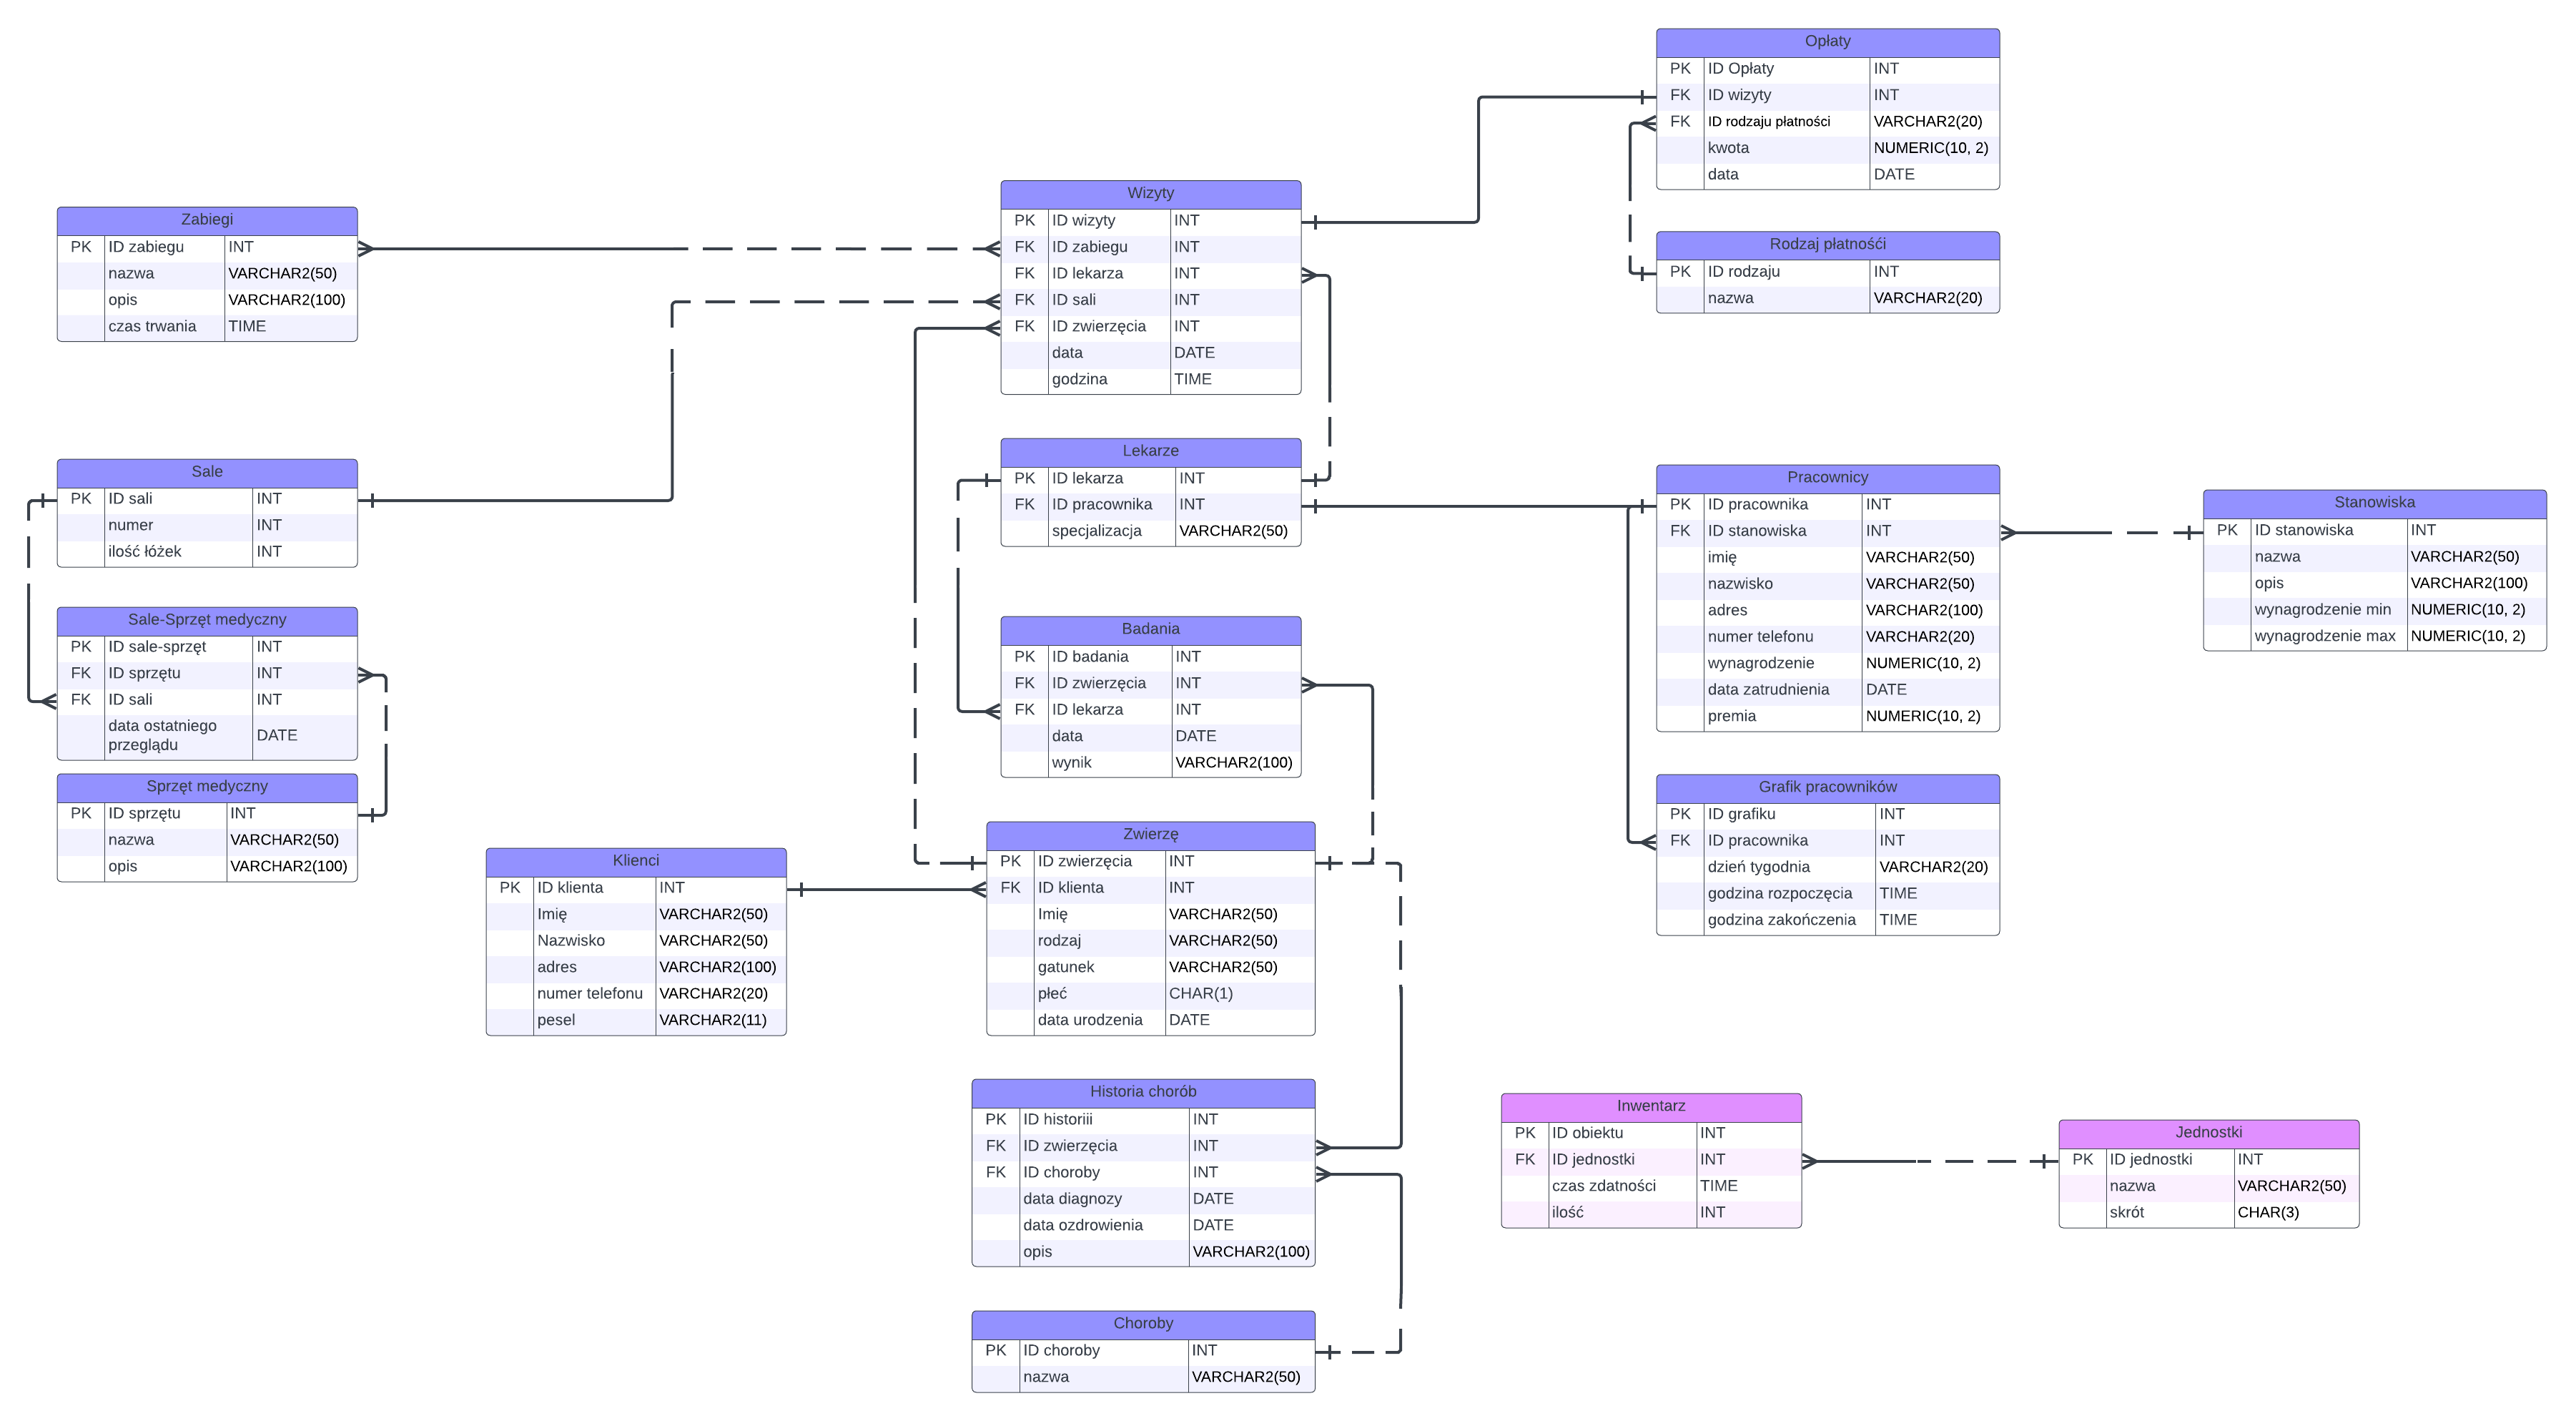 Opłaty
PK ID Opłaty INT
FK ID wizyty INT
FK ID rodzaju płatności VARCHAR2(20)
kwota NUMERIC(10, 2)
data DATE
Wizyty
PK ID wizyty INT
FK ID zabiegu INT
FK ID lekarza INT
FK ID sali INT
FK ID zwierzęcia INT
data DATE
godzina TIME
Zabiegi
PK ID zabiegu INT
nazwa VARCHAR2(50)
opis VARCHAR2(100)
czas trwania TIME
Rodzaj płatnośći
PK ID rodzaju INT
nazwa VARCHAR2(20)
Lekarze
PK ID lekarza INT
FK ID pracownika INT
specjalizacja VARCHAR2(50)
Sale
PK ID sali INT
numer INT
ilość łóżek INT
Pracownicy
PK ID pracownika INT
FK ID stanowiska INT
imię VARCHAR2(50)
nazwisko VARCHAR2(50)
adres VARCHAR2(100)
numer telefonu VARCHAR2(20)
wynagrodzenie NUMERIC(10, 2)
data zatrudnienia DATE
premia NUMERIC(10, 2)
Stanowiska
PK ID stanowiska INT
nazwa VARCHAR2(50)
opis VARCHAR2(100)
wynagrodzenie min NUMERIC(10, 2)
wynagrodzenie max NUMERIC(10, 2)
Sale-Sprzęt medyczny
PK ID sale-sprzęt INT
FK ID sprzętu INT
FK ID sali INT
data ostatniego
przeglądu DATE
Badania
PK ID badania INT
FK ID zwierzęcia INT
FK ID lekarza INT
data DATE
wynik VARCHAR2(100)
Sprzęt medyczny
PK ID sprzętu INT
nazwa VARCHAR2(50)
opis VARCHAR2(100)
Grafik pracowników
PK ID grafiku INT
FK ID pracownika INT
dzień tygodnia VARCHAR2(20)
godzina rozpoczęcia TIME
godzina zakończenia TIME
Klienci
PK ID klienta INT
Imię VARCHAR2(50)
Nazwisko VARCHAR2(50)
adres VARCHAR2(100)
numer telefonu VARCHAR2(20)
pesel VARCHAR2(11)
Zwierzę
PK ID zwierzęcia INT
FK ID klienta INT
Imię VARCHAR2(50)
rodzaj VARCHAR2(50)
gatunek VARCHAR2(50)
płeć CHAR(1)
data urodzenia DATE
Historia chorób
PK ID historiii INT
FK ID zwierzęcia INT
FK ID choroby INT
data diagnozy DATE
data ozdrowienia DATE
opis VARCHAR2(100)
Inwentarz
PK ID obiektu INT
FK ID jednostki INT
czas zdatności TIME
ilość INT
Jednostki
PK ID jednostki INT
nazwa VARCHAR2(50)
skrót CHAR(3)
Choroby
PK ID choroby INT
nazwa VARCHAR2(50)